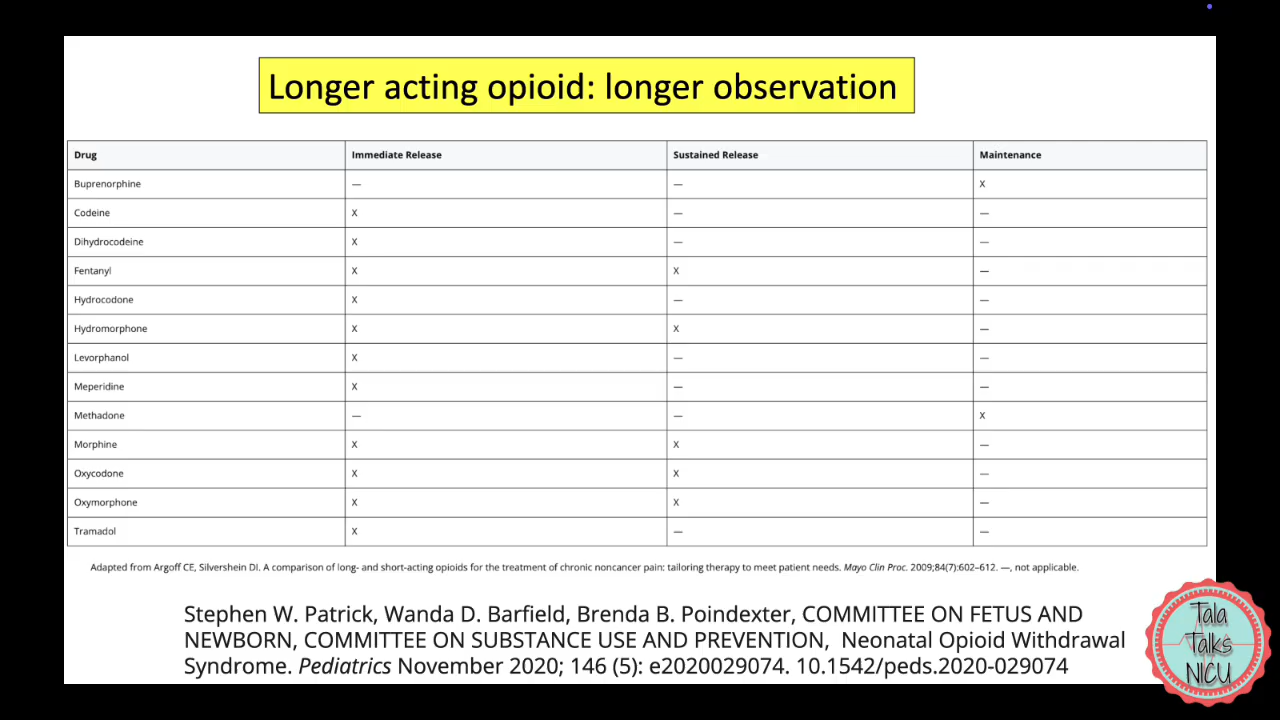 Longer acting opioid: longer observation
Drug Immediate Release Sustained Release Maintenance
Buprenorphine — — X
Codeine X — —
Dihydrocodeine X — —
Fentanyl X X —
Hydrocodone X — —
Hydromorphone X X —
Levorphanol X — —
Meperidine X — —
Methadone — — X
Morphine X X —
Oxycodone X X —
Oxymorphone X X —
Tramadol X — —
Adapted from Argoff CE, Silvershein DI. A comparison of long- and short-acting opioids for the treatment of chronic noncancer pain: tailoring therapy to meet patient needs. Mayo Clin Proc. 2009;84(7):602–612. —, not applicable.
Stephen W. Patrick, Wanda D. Barfield, Brenda B. Poindexter, COMMITTEE ON FETUS AND
NEWBORN, COMMITTEE ON SUBSTANCE USE AND PREVENTION, Neonatal Opioid Withdrawal
Syndrome. Pediatrics November 2020; 146 (5): e2020029074. 10.1542/peds.2020-029074
Tala
Talks
NICU